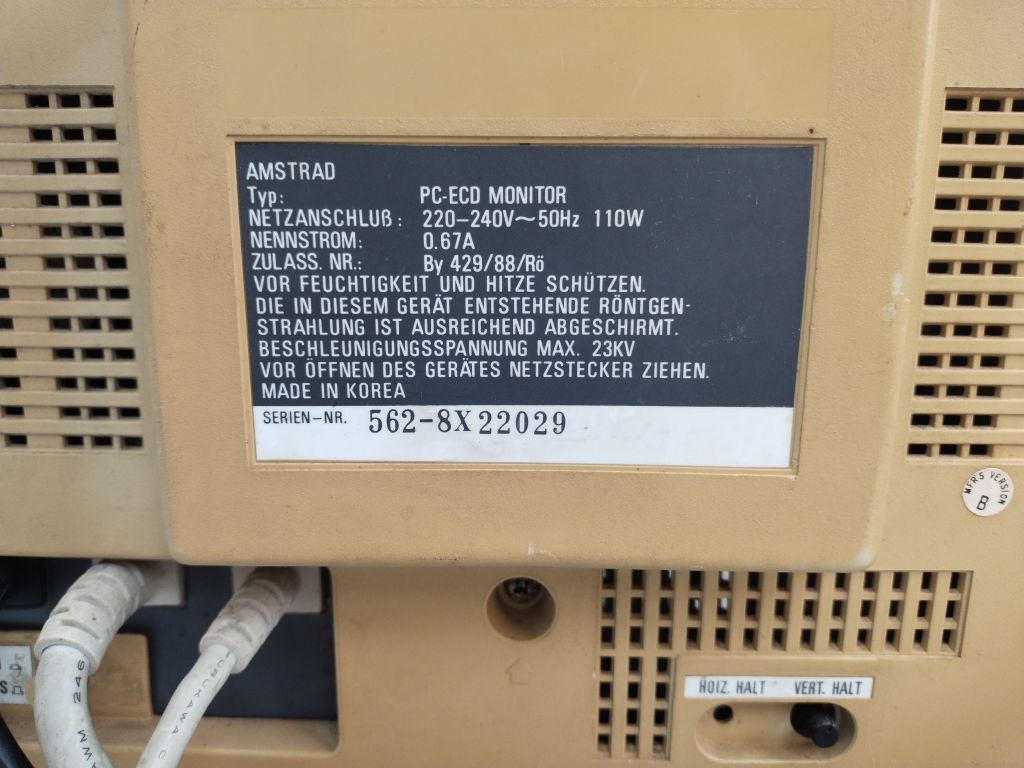 AMSTRAD
Typ: PC-ECD MONITOR
NETZANSCHLUß: 220–240V～50Hz 110W
NENNSTROM: 0.67A
ZULASS. NR.: By 429/88/Rö
VOR FEUCHTIGKEIT UND HITZE SCHÜTZEN.
DIE IN DIESEM GERÄT ENTSTEHENDE RÖNTGEN-
STRAHLUNG IST AUSREICHEND ABGESCHIRMT.
BESCHLEUNIGUNGSSPANNUNG MAX. 23KV
VOR ÖFFNEN DES GERÄTES NETZSTECKER ZIEHEN.
MADE IN KOREA
SERIEN–NR. 562-8X22029
MFR'S VERSION
B
HOIZ. HALT VERT. HALT